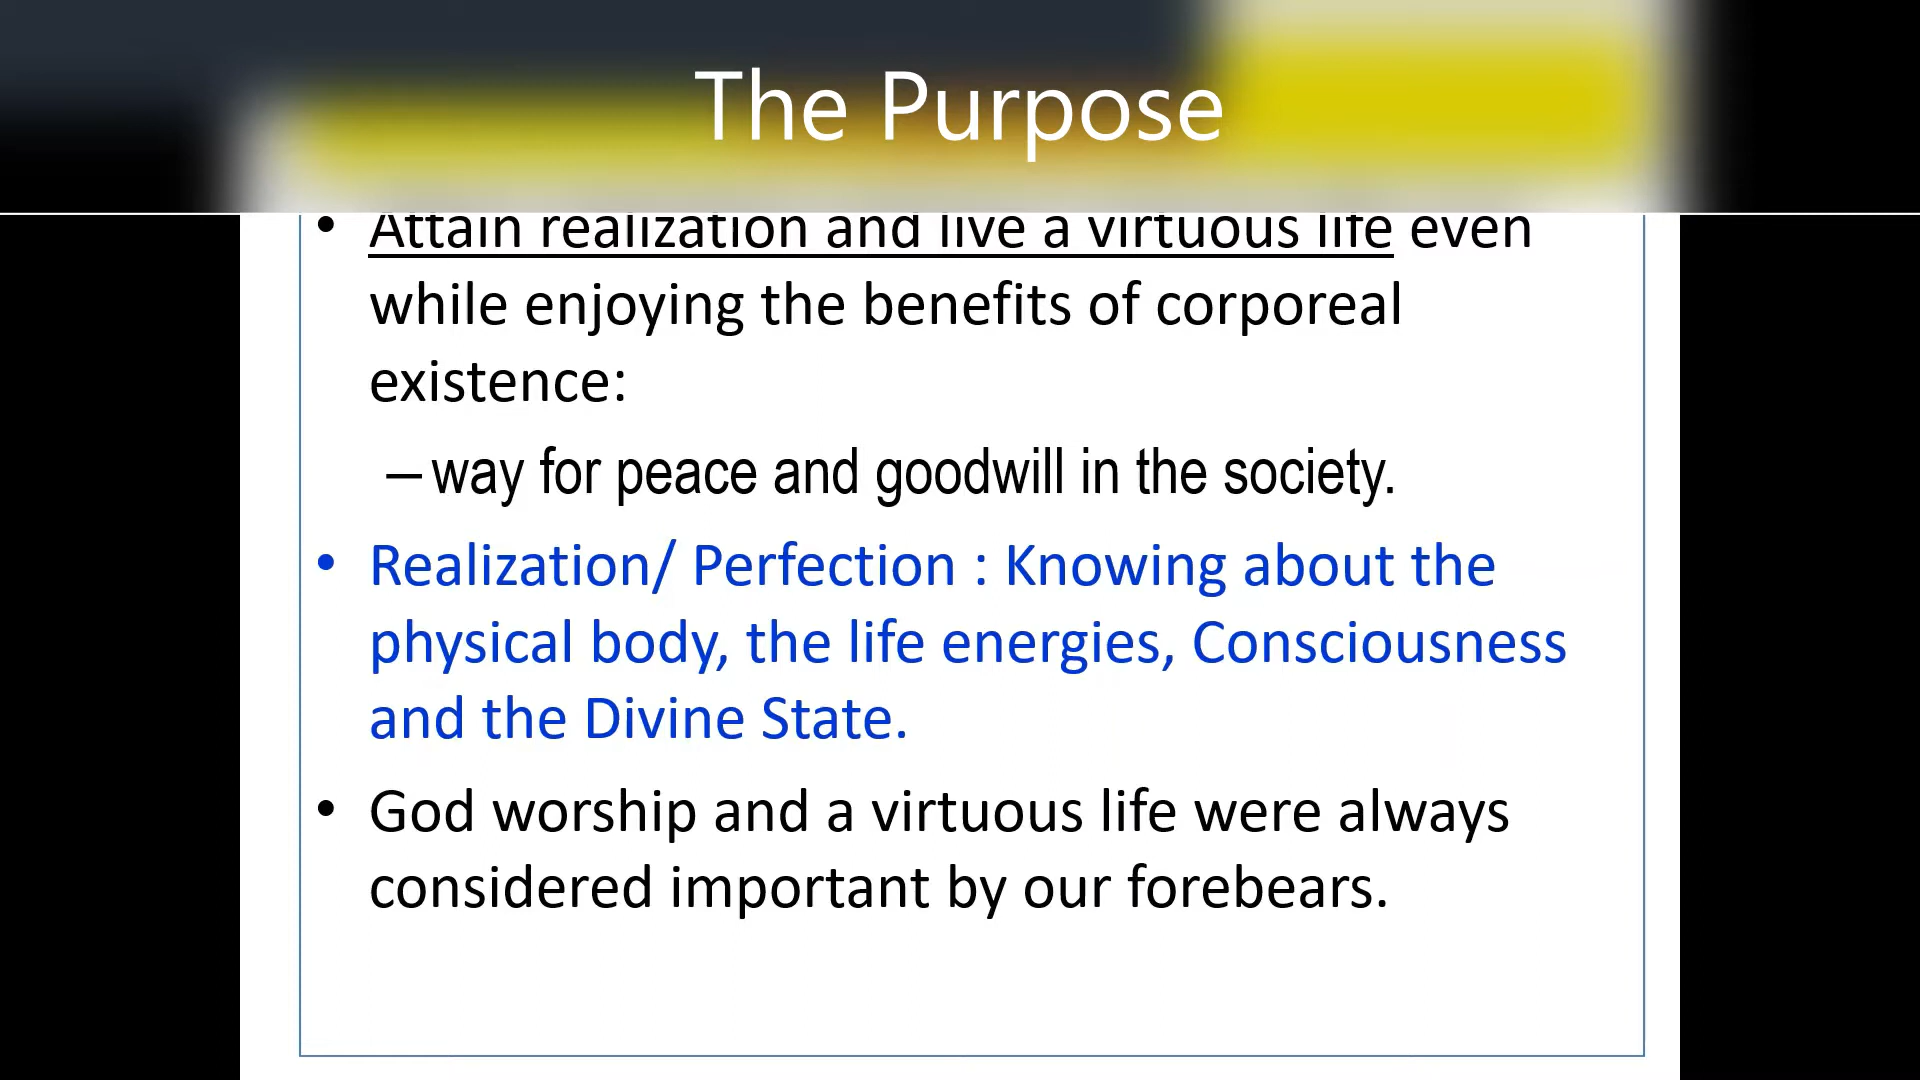 The Purpose
• Attain realization and live a virtuous life even
while enjoying the benefits of corporeal
existence:
– way for peace and goodwill in the society.
• Realization/ Perfection : Knowing about the
physical body, the life energies, Consciousness
and the Divine State.
• God worship and a virtuous life were always
considered important by our forebears.